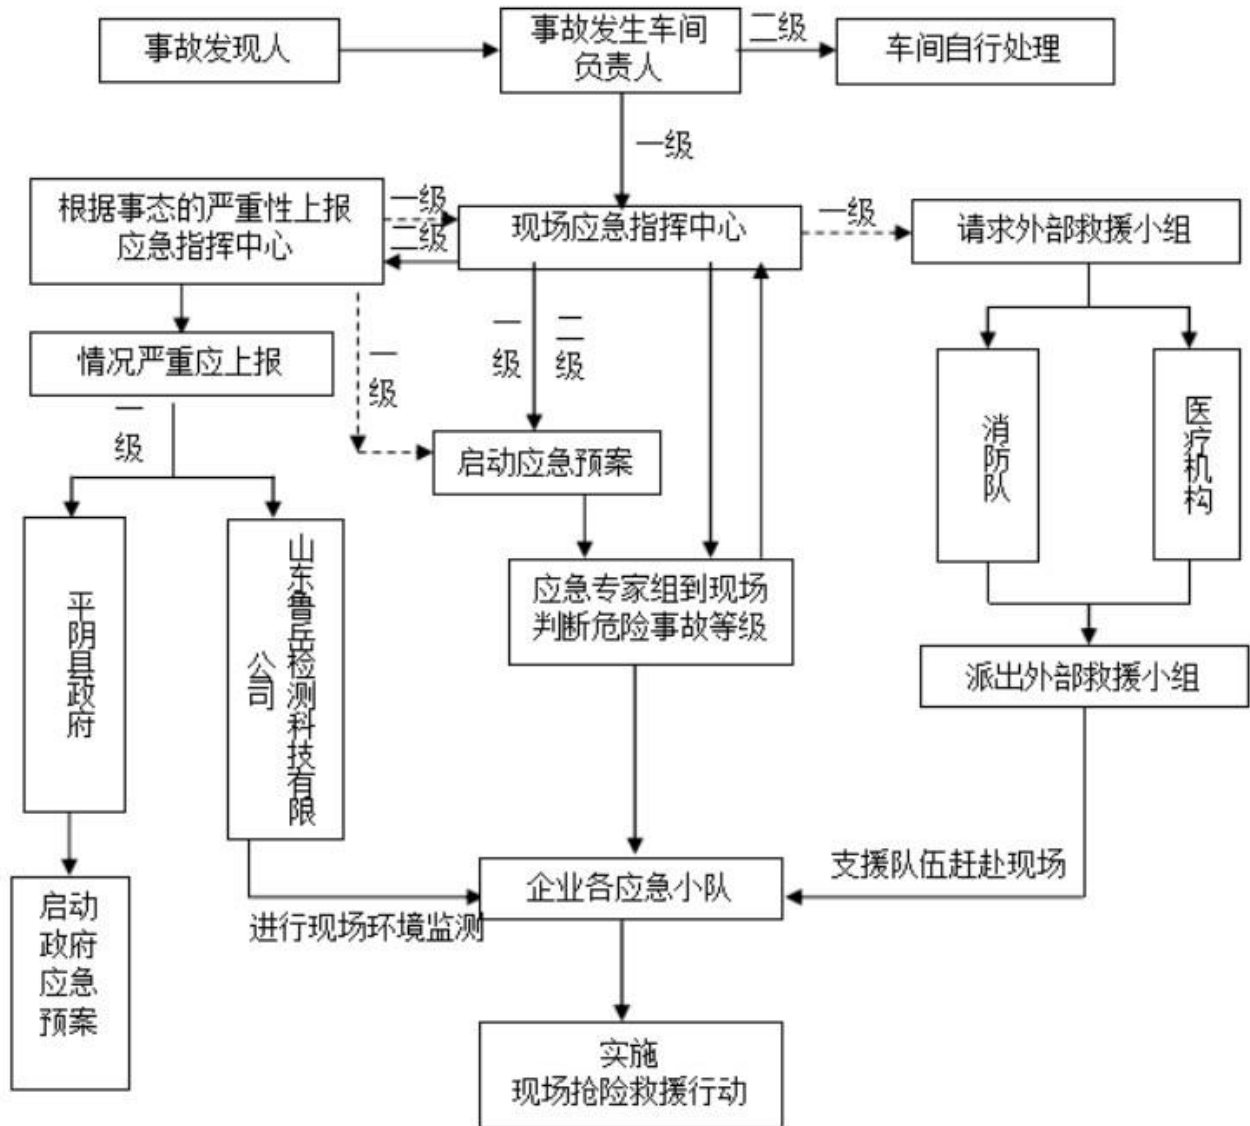 事故发现人
事故发生车间
负责人
二级
车间自行处理
一级
根据事态的严重性上报
应急指挥中心
一级
二级
现场应急指挥中心
一级
请求外部救援小组
情况严重应上报
一级
一级
二级
一级
启动应急预案
消防队
医疗机构
平阴县政府
山东鲁岳检测科技有限
公司
应急专家组到现场
判断危险事故等级
派出外部救援小组
启动
政府
应急
预案
进行现场环境监测
企业各应急小队
支援队伍赶赴现场
实施
现场抢险救援行动